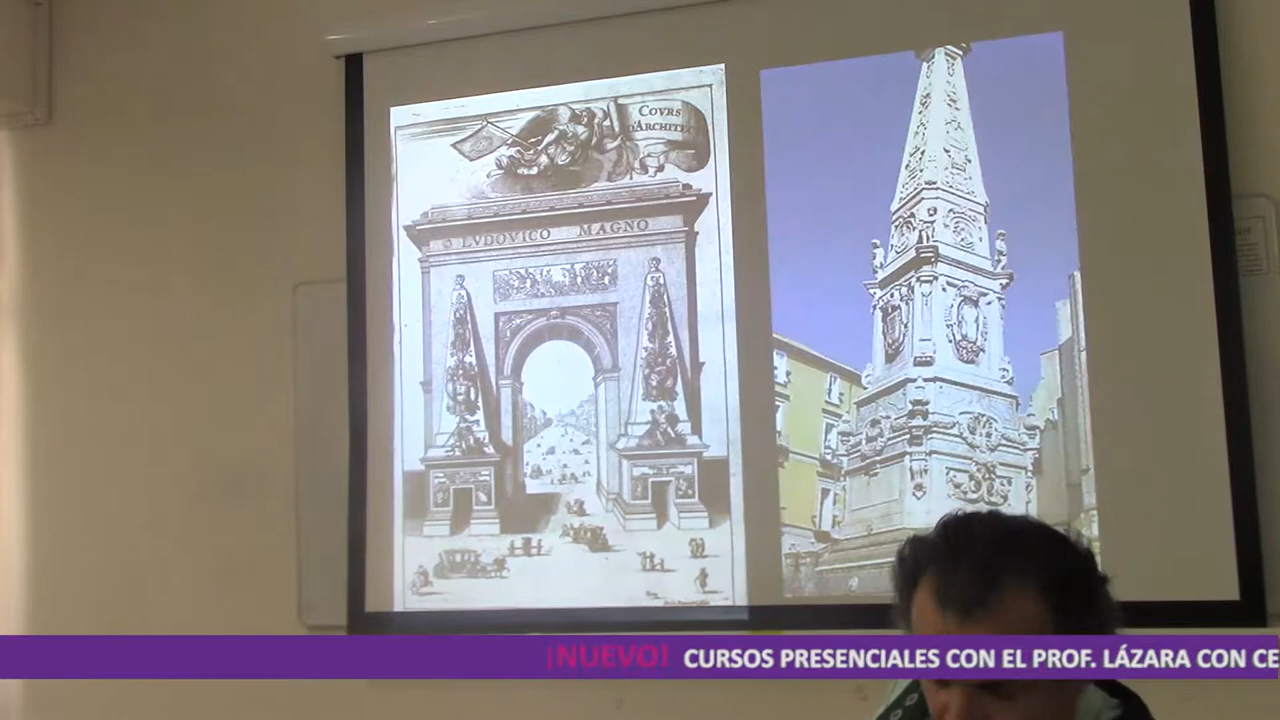 COVRS
D'ARCHITEC
LVDOVICO MAGNO
¡NUEVO! CURSOS PRESENCIALES CON EL PROF. LÁZARA CON CE